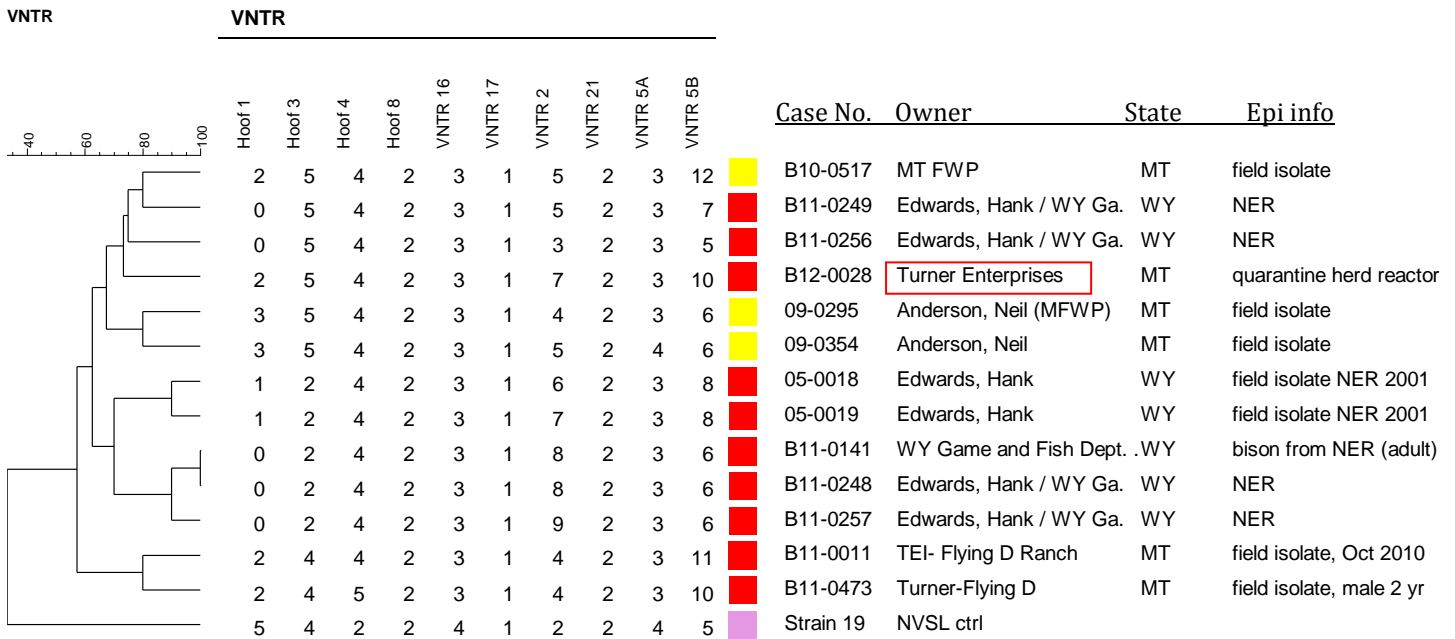 VNTR VNTR
40 60 80 100 Hoof 1 Hoof 3 Hoof 4 Hoof 8 VNTR 16 VNTR 17 VNTR 2 VNTR 21 VNTR 5A VNTR 5B Case No. Owner State Epi info
2 5 4 2 3 1 5 2 3 12 B10-0517 MT FWP MT field isolate
0 5 4 2 3 1 5 2 3 7 B11-0249 Edwards, Hank / WY Ga. WY NER
0 5 4 2 3 1 3 2 3 5 B11-0256 Edwards, Hank / WY Ga. WY NER
2 5 4 2 3 1 7 2 3 10 B12-0028 Turner Enterprises MT quarantine herd reactor
3 5 4 2 3 1 4 2 3 6 09-0295 Anderson, Neil (MFWP) MT field isolate
3 5 4 2 3 1 5 2 4 6 09-0354 Anderson, Neil MT field isolate
1 2 4 2 3 1 6 2 3 8 05-0018 Edwards, Hank WY field isolate NER 2001
1 2 4 2 3 1 7 2 3 8 05-0019 Edwards, Hank WY field isolate NER 2001
0 2 4 2 3 1 8 2 3 6 B11-0141 WY Game and Fish Dept. . WY bison from NER (adult)
0 2 4 2 3 1 8 2 3 6 B11-0248 Edwards, Hank / WY Ga. WY NER
0 2 4 2 3 1 9 2 3 6 B11-0257 Edwards, Hank / WY Ga. WY NER
2 4 4 2 3 1 4 2 3 11 B11-0011 TEI- Flying D Ranch MT field isolate, Oct 2010
2 4 5 2 3 1 4 2 3 10 B11-0473 Turner-Flying D MT field isolate, male 2 yr
5 4 2 2 4 1 2 2 4 5 Strain 19 NVSL ctrl